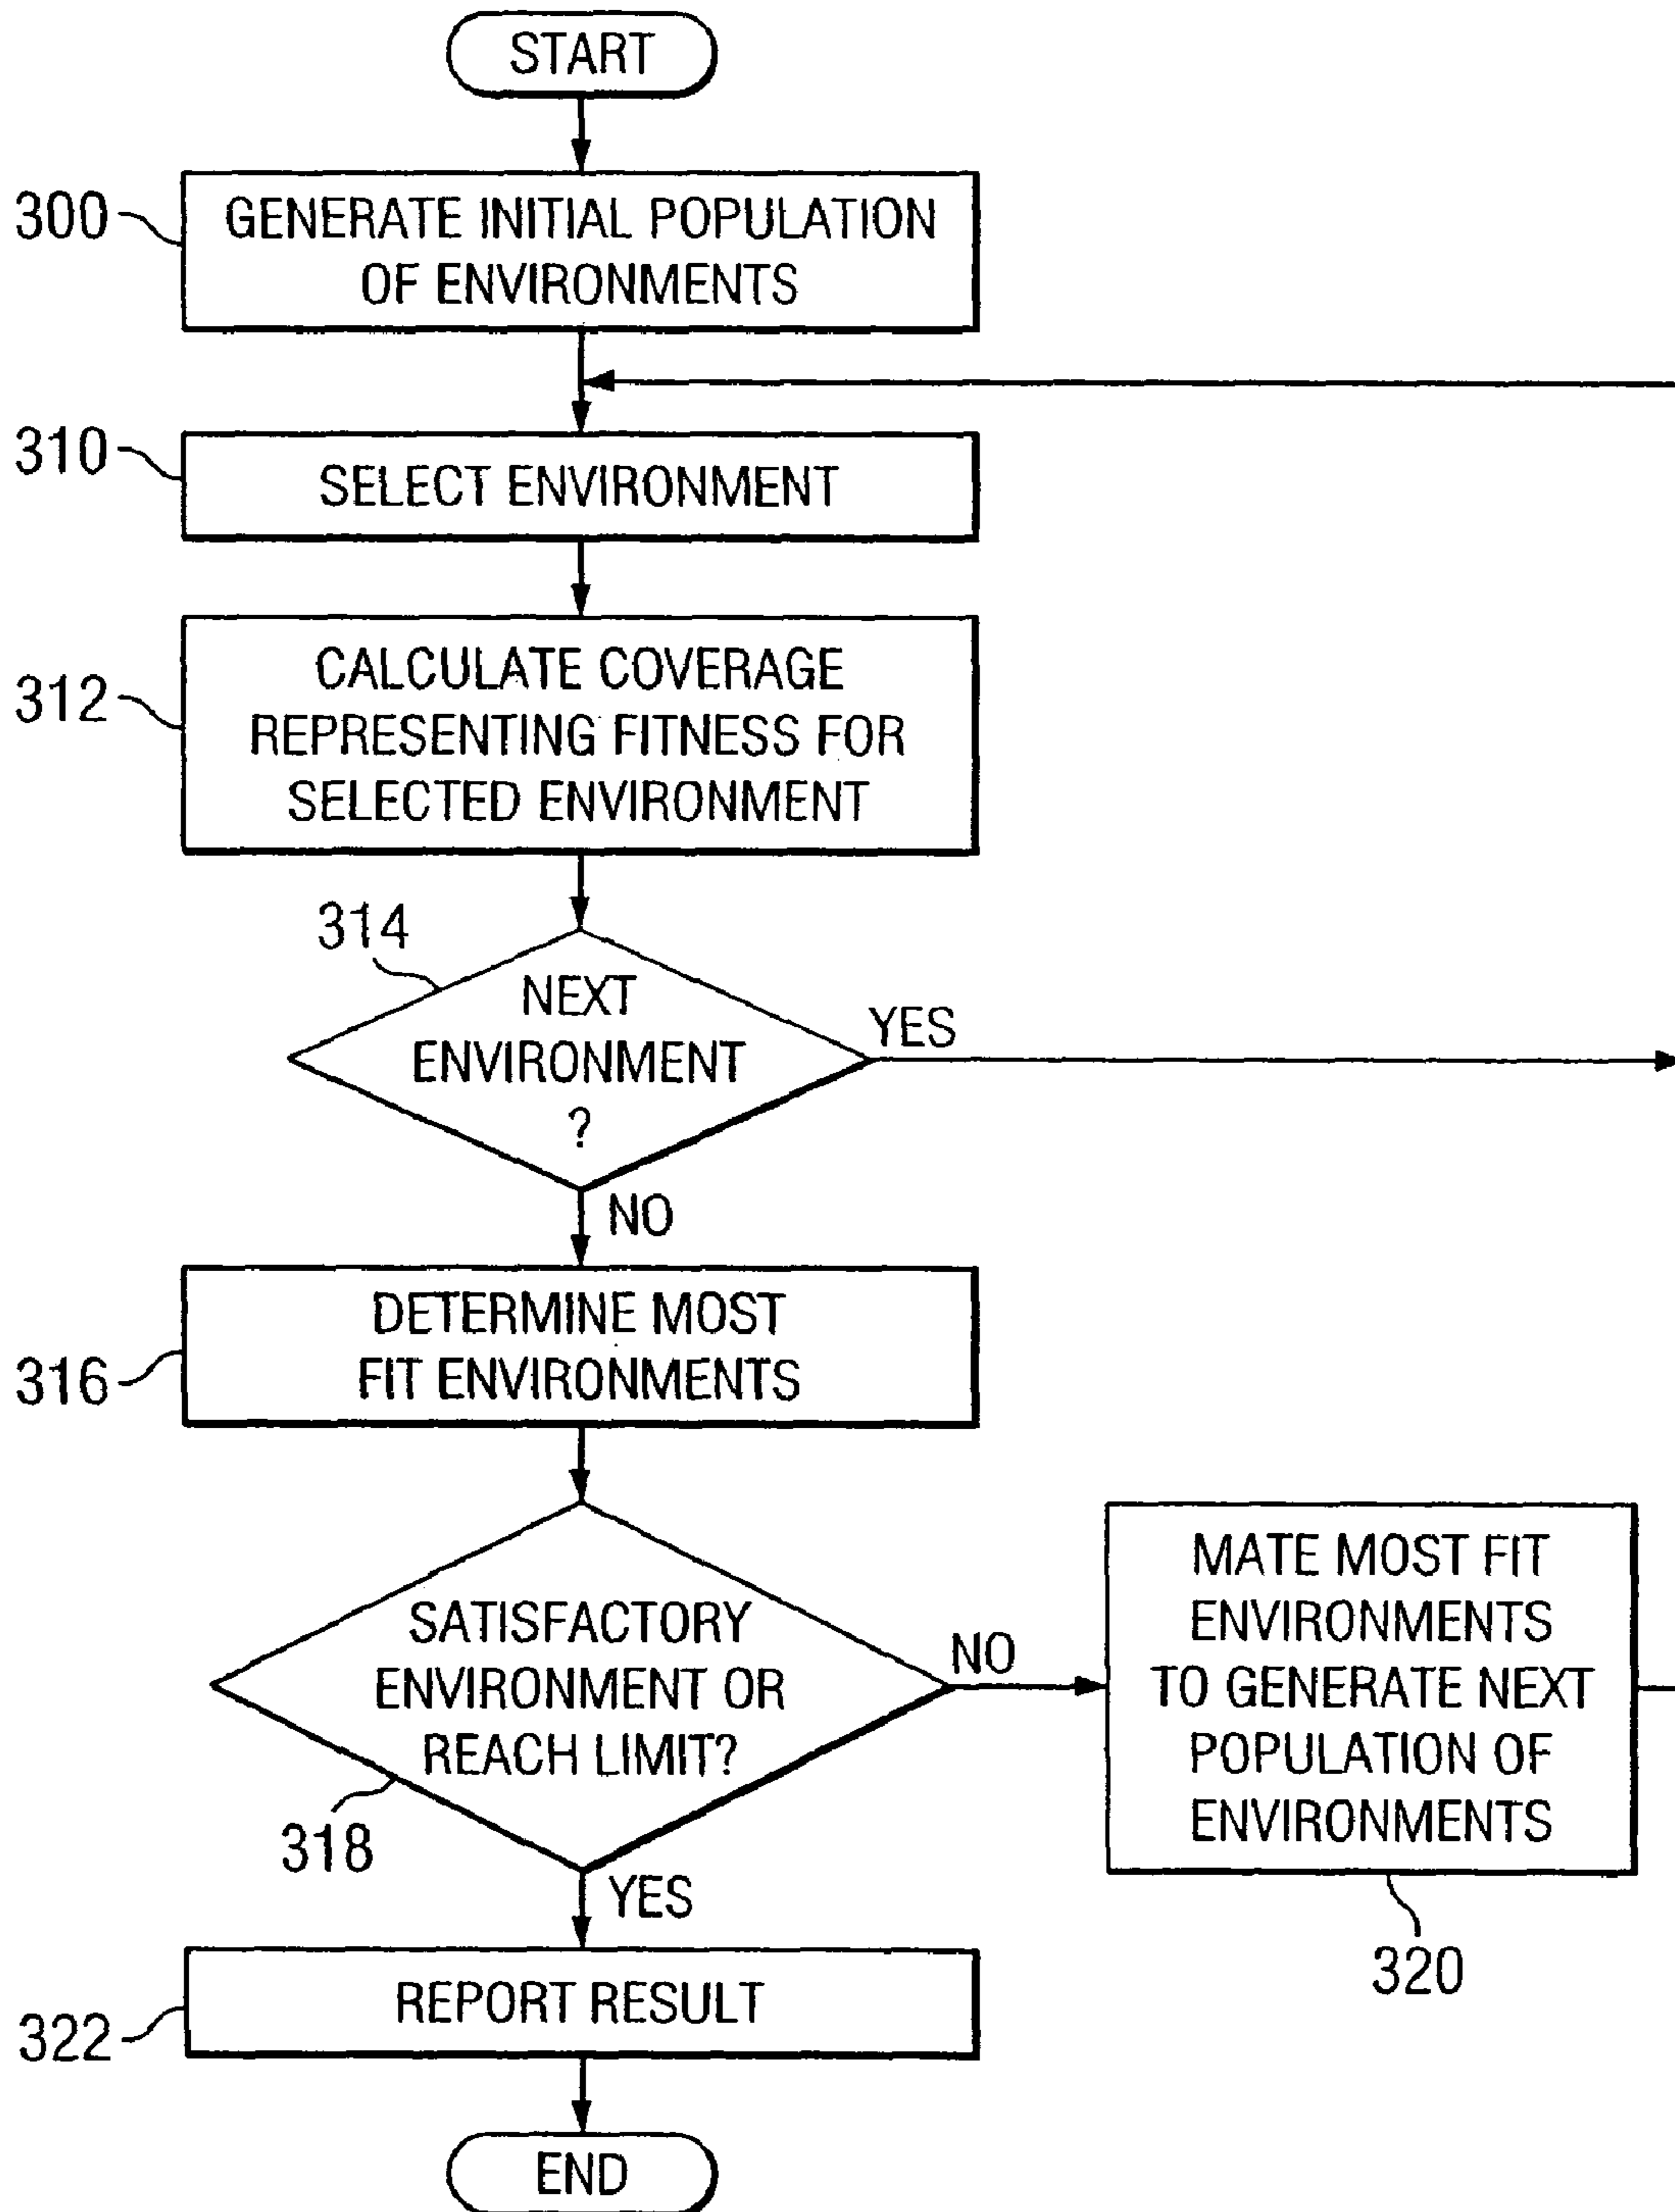 START
300
GENERATE INITIAL POPULATION
OF ENVIRONMENTS
310
SELECT ENVIRONMENT
312
CALCULATE COVERAGE
REPRESENTING FITNESS FOR
SELECTED ENVIRONMENT
314
NEXT
ENVIRONMENT
?
YES
NO
316
DETERMINE MOST
FIT ENVIRONMENTS
SATISFACTORY
ENVIRONMENT OR
REACH LIMIT?
318
NO
MATE MOST FIT
ENVIRONMENTS
TO GENERATE NEXT
POPULATION OF
ENVIRONMENTS
320
YES
322
REPORT RESULT
END